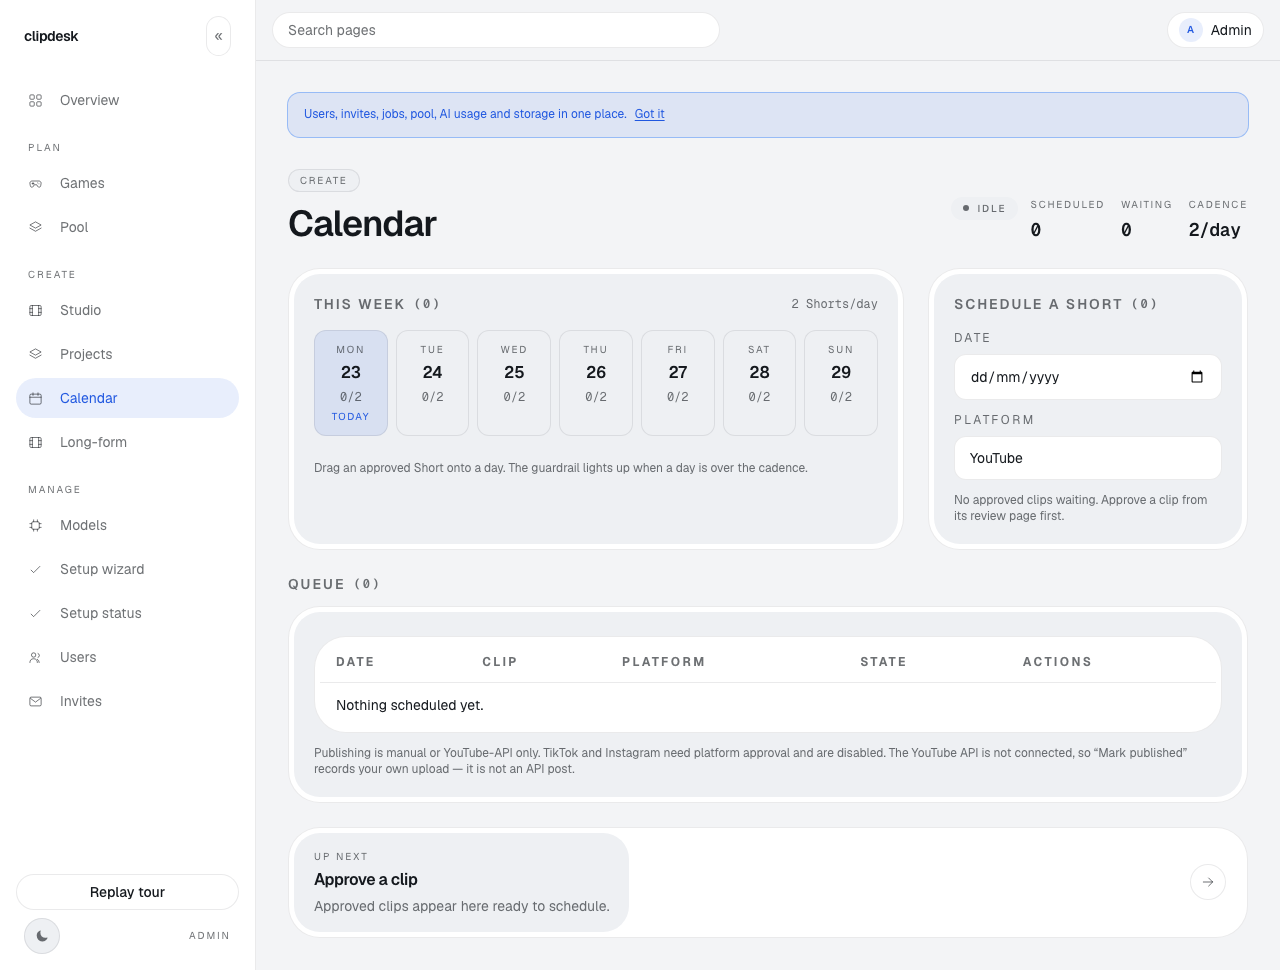 clipdesk
«
Search pages
A
Admin
Overview
PLAN
Games
Pool
CREATE
Studio
Projects
Calendar
Long-form
MANAGE
Models
Setup wizard
Setup status
Users
Invites
Replay tour
ADMIN
Users, invites, jobs, pool, AI usage and storage in one place. Got it
CREATE
Calendar
IDLE
SCHEDULED
0
WAITING
0
CADENCE
2/day
THIS WEEK (0)
2 Shorts/day
MON
23
0/2
TODAY
TUE
24
0/2
WED
25
0/2
THU
26
0/2
FRI
27
0/2
SAT
28
0/2
SUN
29
0/2
Drag an approved Short onto a day. The guardrail lights up when a day is over the cadence.
SCHEDULE A SHORT (0)
DATE
dd/mm/yyyy
PLATFORM
YouTube
No approved clips waiting. Approve a clip from
its review page first.
QUEUE (0)
DATE CLIP PLATFORM STATE ACTIONS
Nothing scheduled yet.
Publishing is manual or YouTube-API only. TikTok and Instagram need platform approval and are disabled. The YouTube API is not connected, so “Mark published”
records your own upload — it is not an API post.
UP NEXT
Approve a clip
Approved clips appear here ready to schedule.